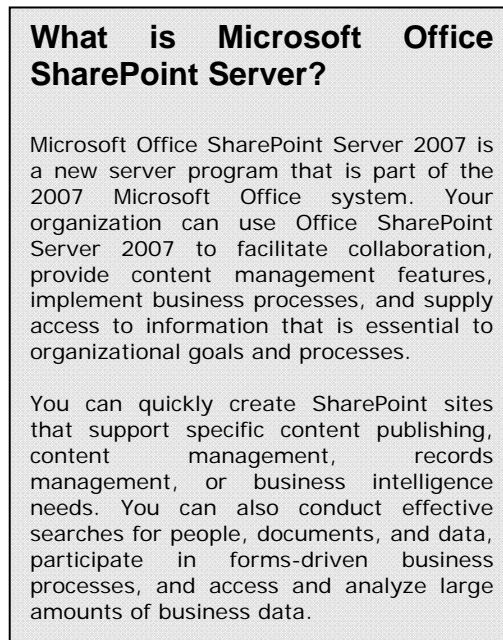 What is Microsoft Office
SharePoint Server?
Microsoft Office SharePoint Server 2007 is
a new server program that is part of the
2007 Microsoft Office system. Your
organization can use Office SharePoint
Server 2007 to facilitate collaboration,
provide content management features,
implement business processes, and supply
access to information that is essential to
organizational goals and processes.
You can quickly create SharePoint sites
that support specific content publishing,
content management, records
management, or business intelligence
needs. You can also conduct effective
searches for people, documents, and data,
participate in forms-driven business
processes, and access and analyze large
amounts of business data.